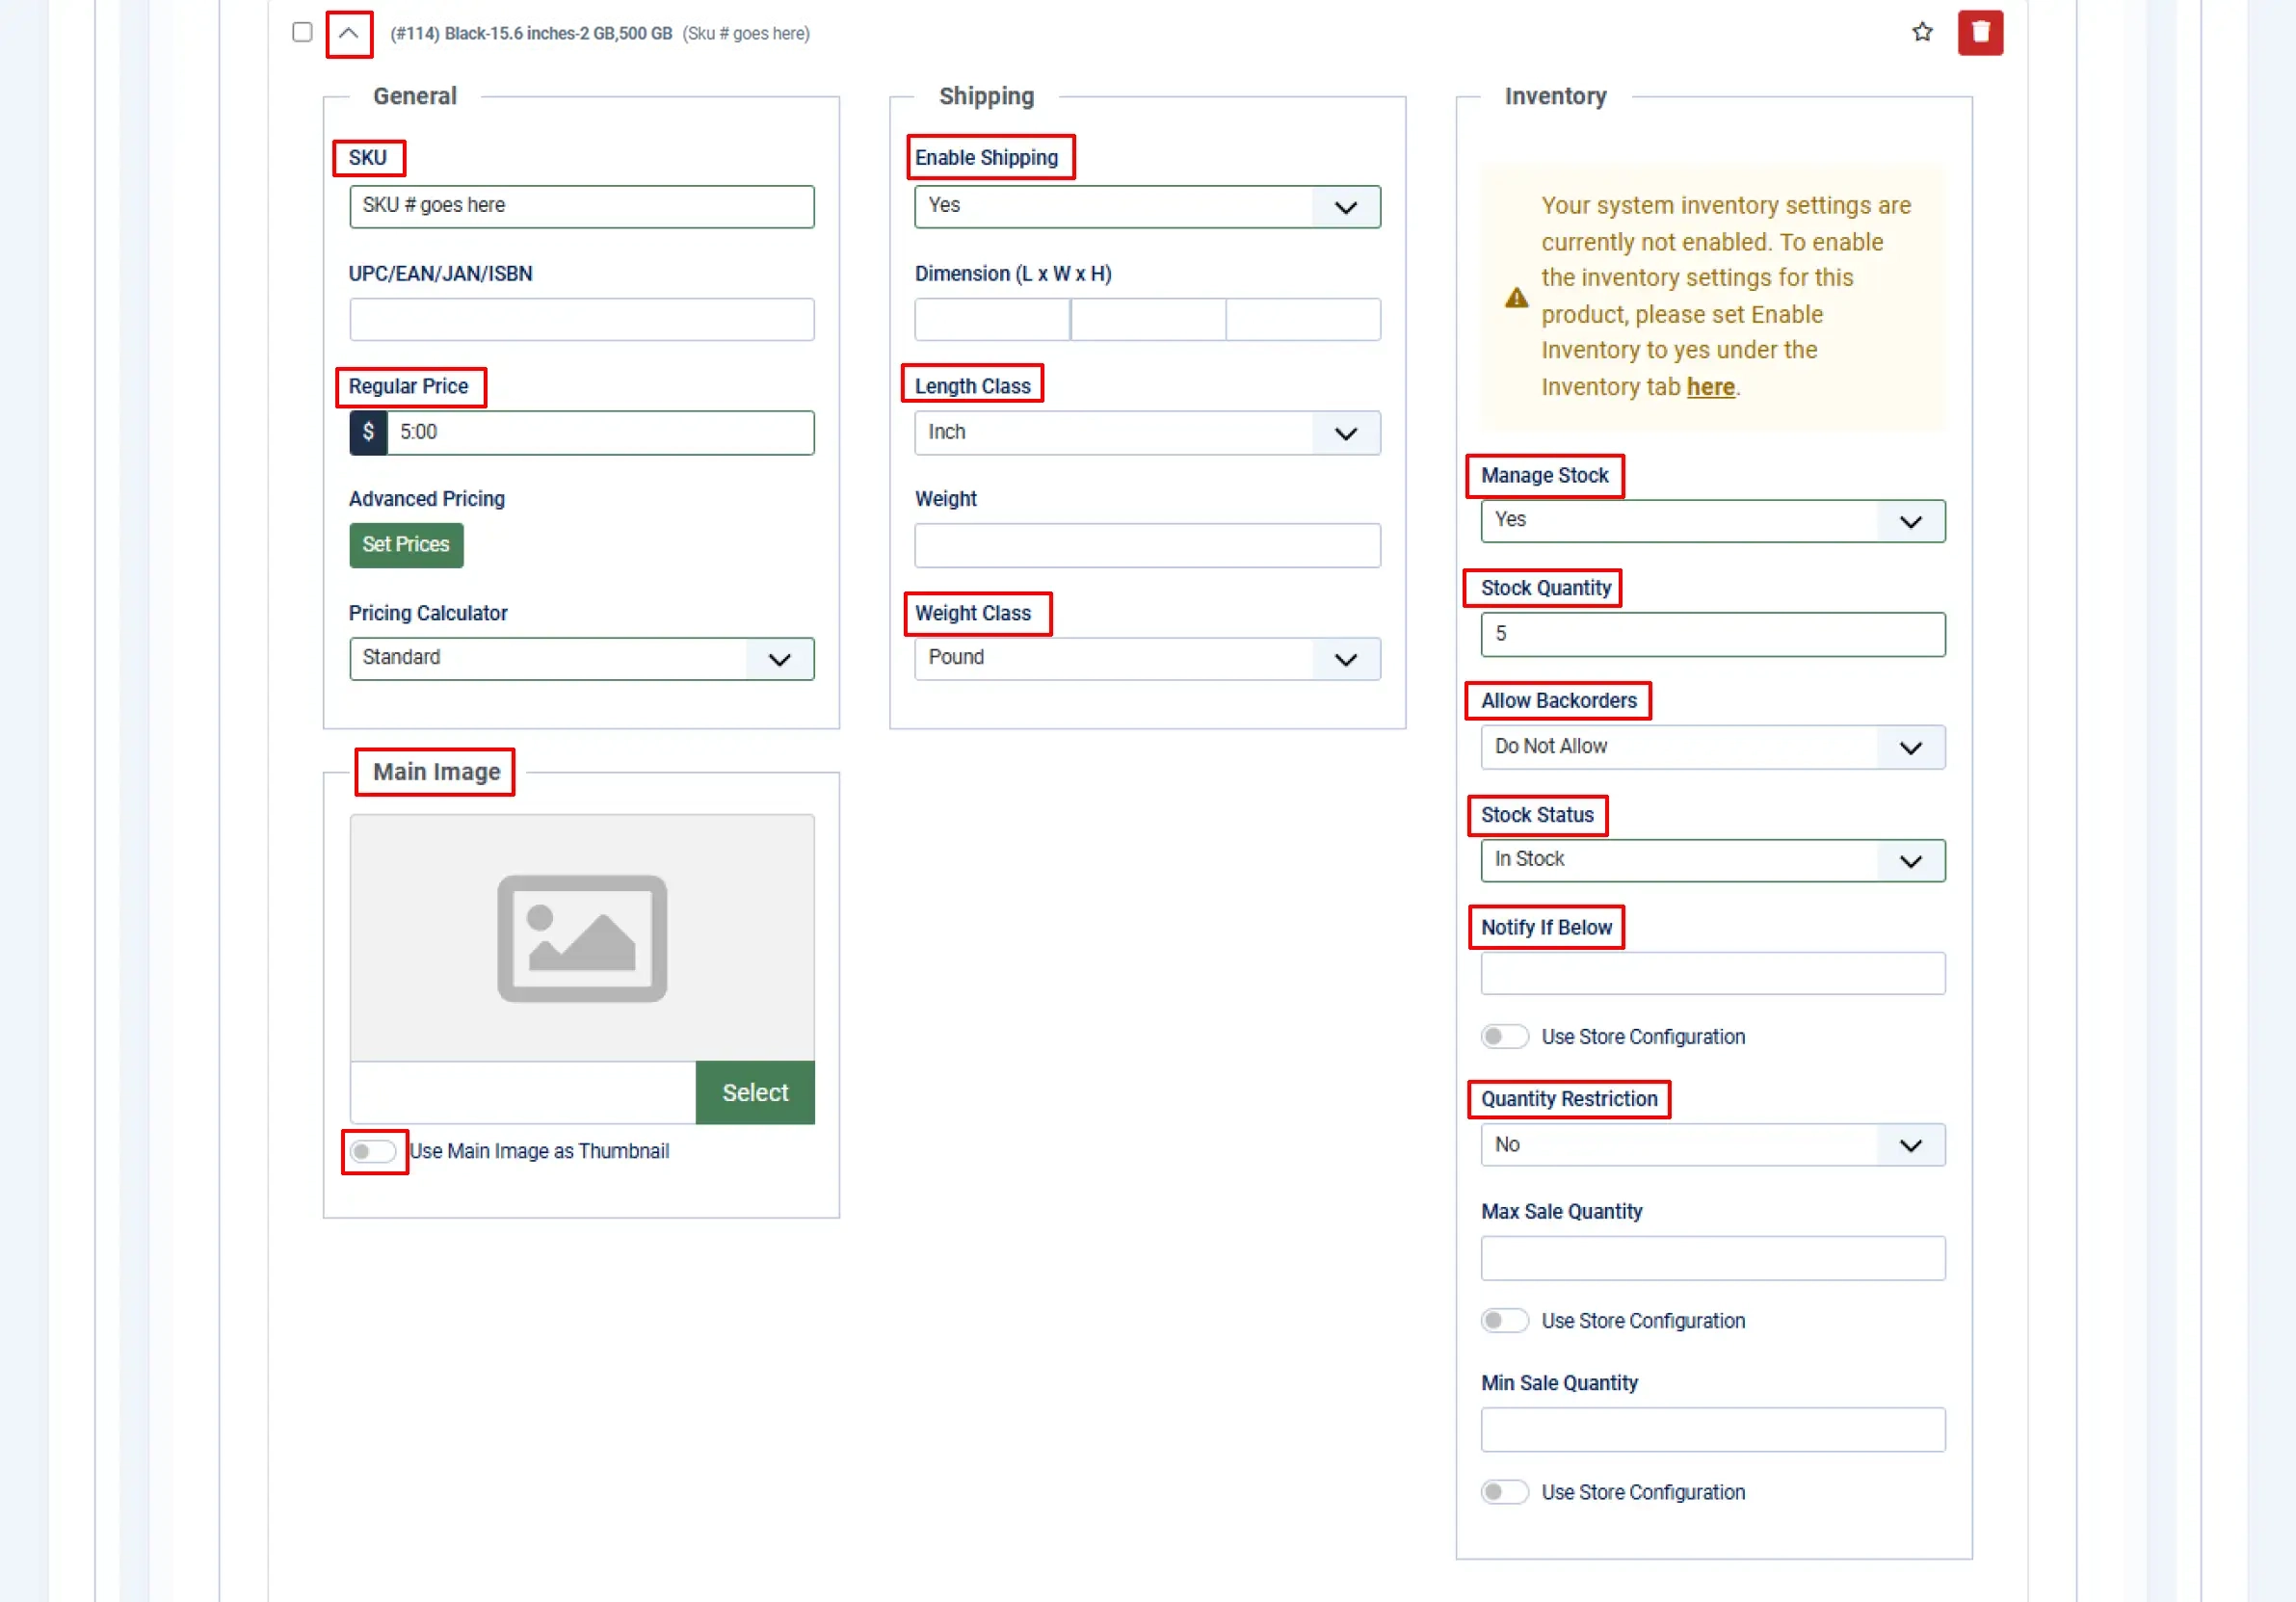 (#114) Black-15.6 inches-2 GB,500 GB (Sku # goes here)
General
SKU
SKU # goes here
UPC/EAN/JAN/ISBN
Regular Price
$ 5:00
Advanced Pricing
Set Prices
Pricing Calculator
Standard
Main Image
Select
Use Main Image as Thumbnail
Shipping
Enable Shipping
Yes
Dimension (L x W x H)
Length Class
Inch
Weight
Weight Class
Pound
Inventory
Your system inventory settings are
currently not enabled. To enable
the inventory settings for this
product, please set Enable
Inventory to yes under the
Inventory tab here.
Manage Stock
Yes
Stock Quantity
5
Allow Backorders
Do Not Allow
Stock Status
In Stock
Notify If Below
Use Store Configuration
Quantity Restriction
No
Max Sale Quantity
Use Store Configuration
Min Sale Quantity
Use Store Configuration